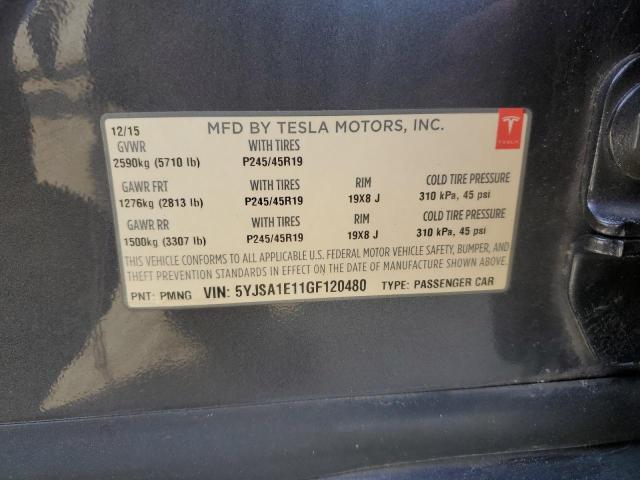 12/15 MFD BY TESLA MOTORS, INC.
GVWR WITH TIRES
2590kg (5710 lb) P245/45R19
GAWR FRT WITH TIRES RIM COLD TIRE PRESSURE
1276kg (2813 lb) P245/45R19 19X8 J 310 kPa, 45 psi
GAWR RR WITH TIRES RIM COLD TIRE PRESSURE
1500kg (3307 lb) P245/45R19 19X8 J 310 kPa, 45 psi
THIS VEHICLE CONFORMS TO ALL APPLICABLE U.S. FEDERAL MOTOR VEHICLE SAFETY, BUMPER, AND
THEFT PREVENTION STANDARDS IN EFFECT ON THE DATE OF MANUFACTURE SHOWN ABOVE.
PNT: PMNG VIN: 5YJSA1E11GF120480 TYPE: PASSENGER CAR
TESLA